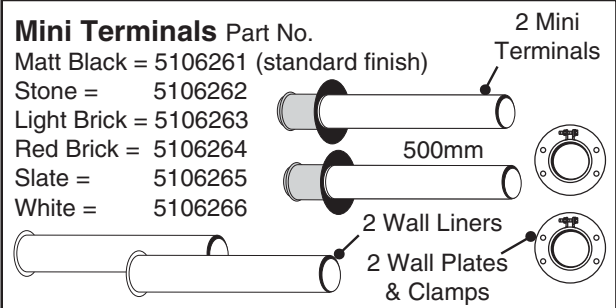 Mini Terminals Part No.
Matt Black = 5106261 (standard finish)
Stone = 5106262
Light Brick = 5106263
Red Brick = 5106264
Slate = 5106265
White = 5106266
2 Mini
Terminals
500mm
2 Wall Liners
2 Wall Plates
& Clamps